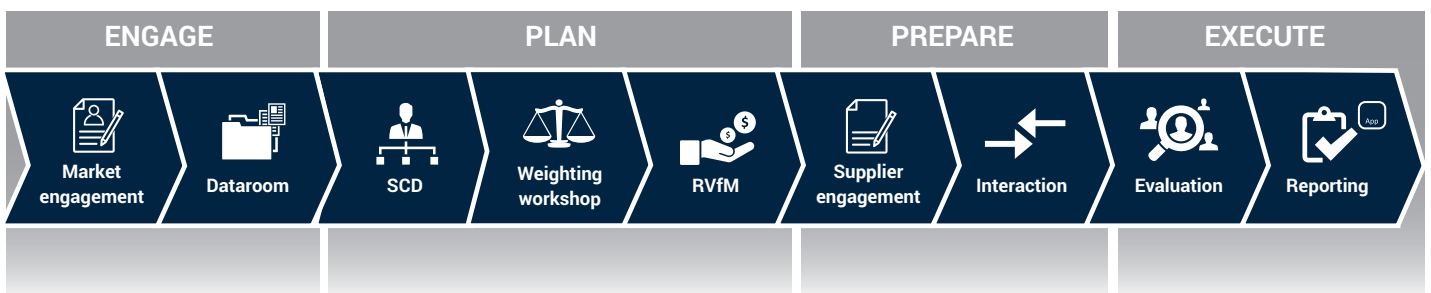 ENGAGE
PLAN
PREPARE
EXECUTE
Market
engagement
Dataroom
SCD
Weighting
workshop
$
$
RVfM
Supplier
engagement
Interaction
Evaluation
App
Reporting